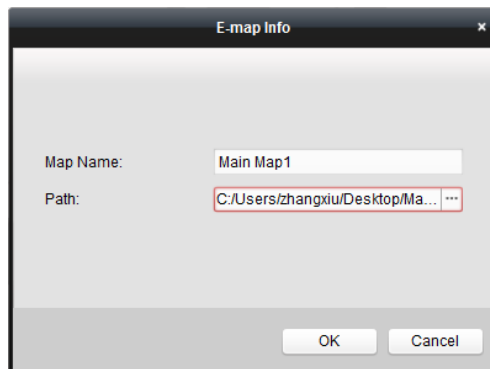 E-map Info
Map Name: Main Map1
Path: C:/Users/zhangxiu/Desktop/Ma... ...
OK Cancel